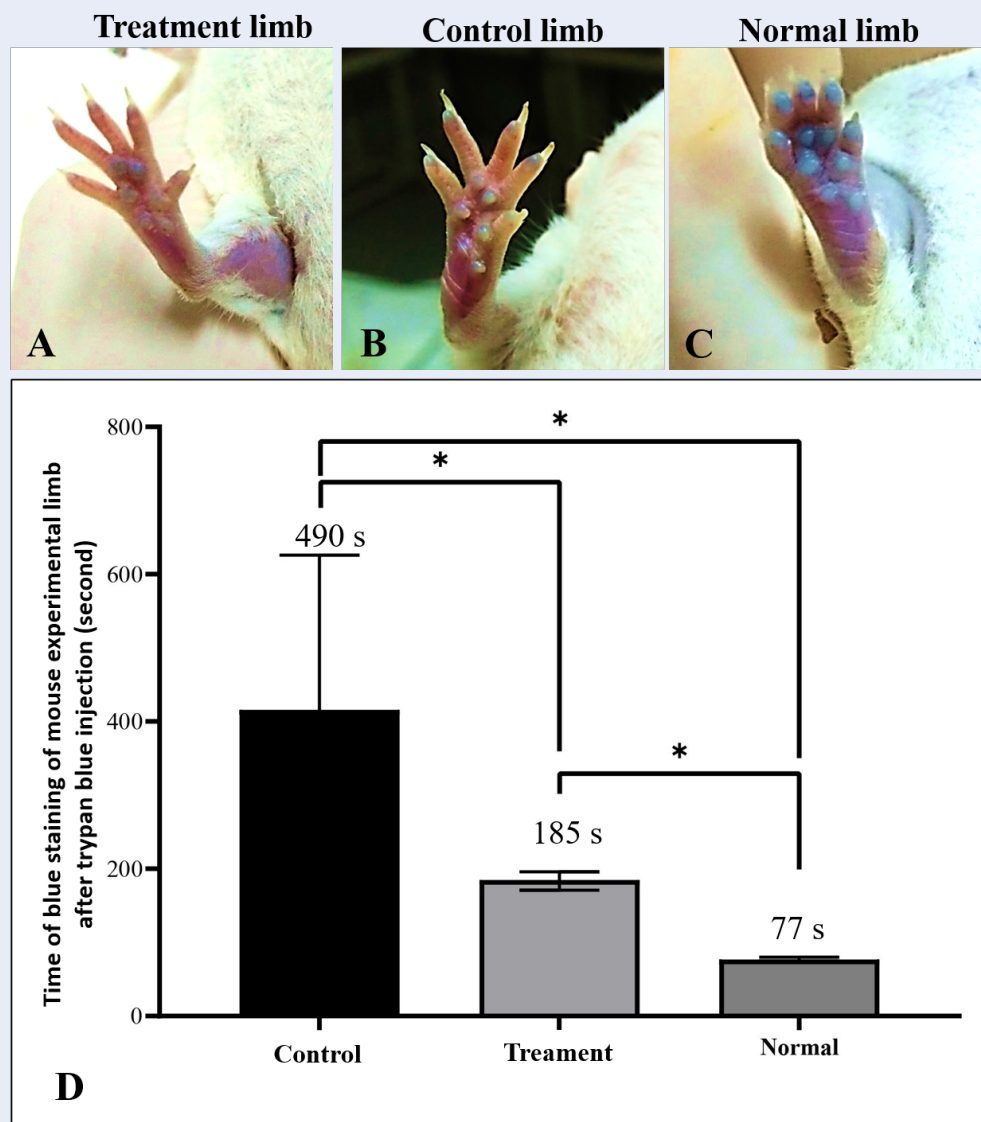 Treatment limb
Control limb
Normal limb
A
B
C
Time of blue staining of mouse experimental limb
after trypan blue injection (second)
800
600
400
200
0
*
*
*
490 s
185 s
77 s
Control
Treament
Normal
D